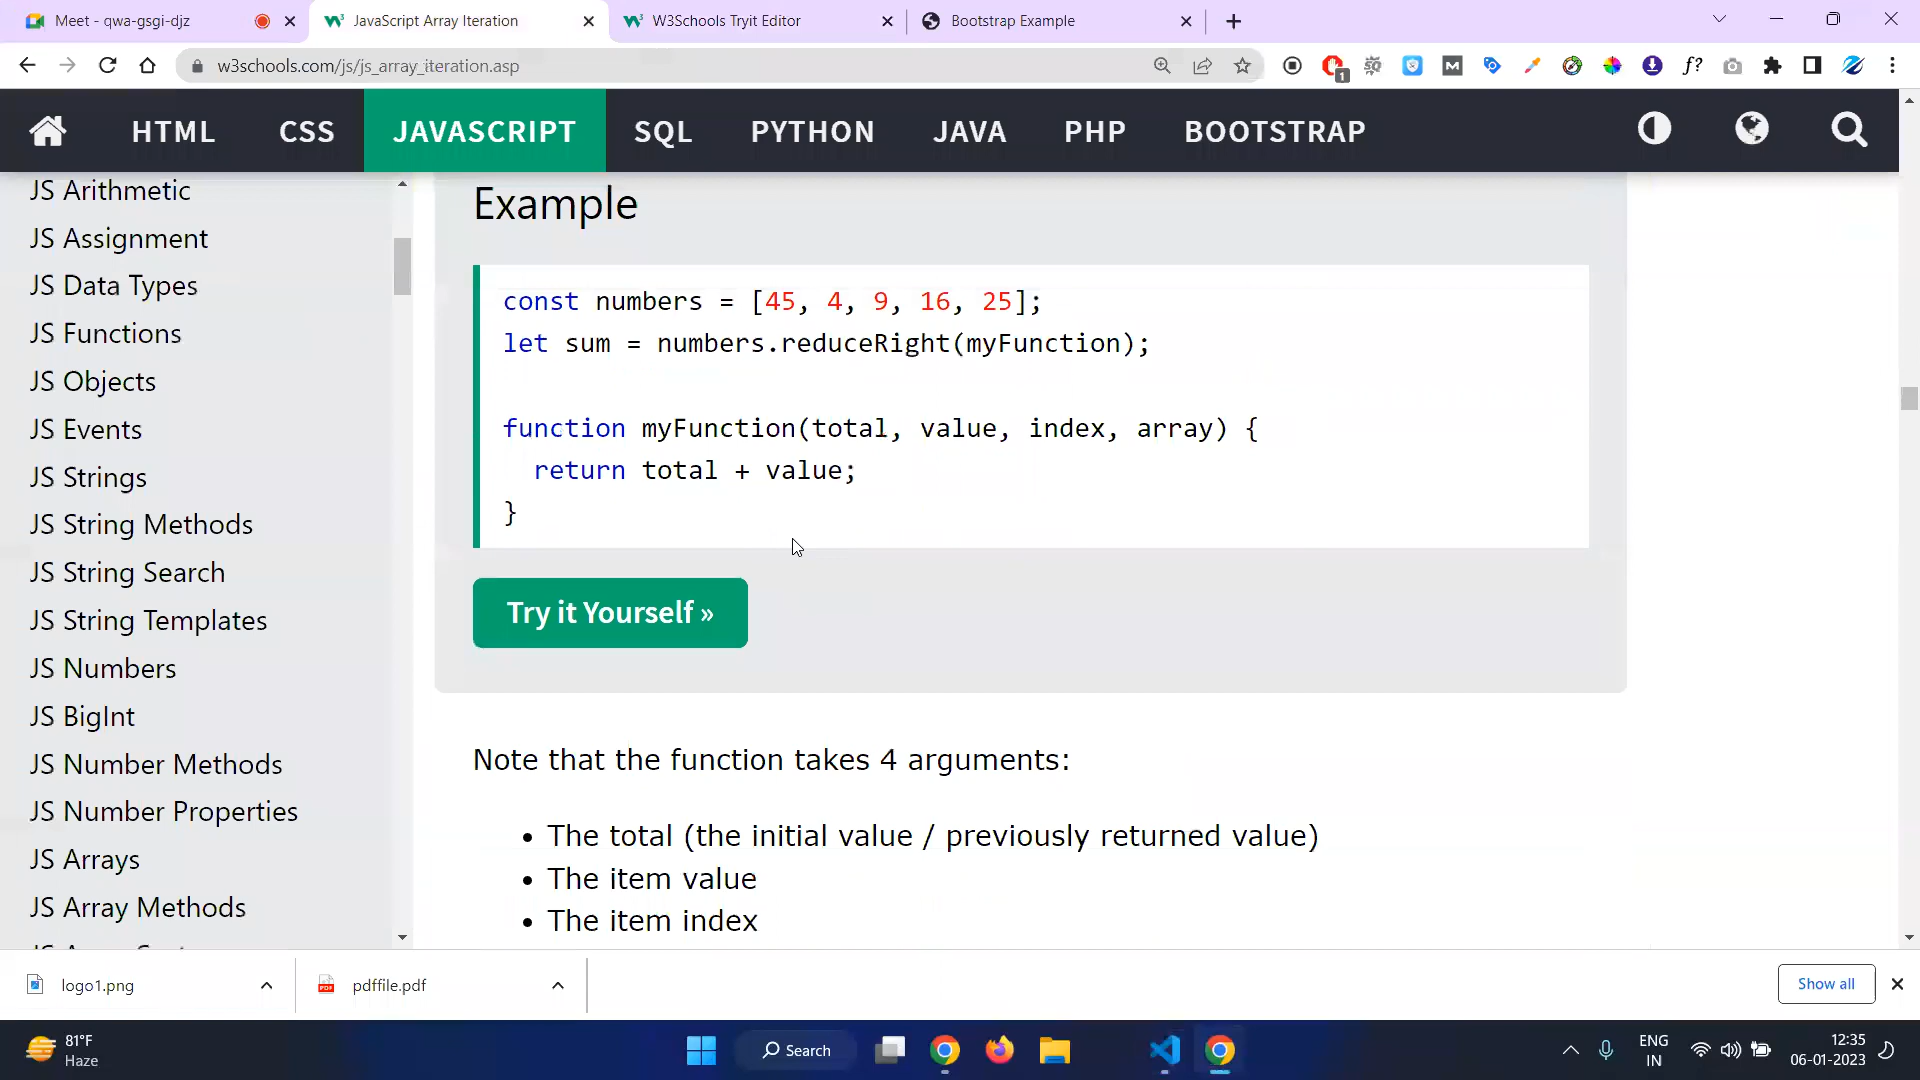 Meet - qwa-gsgi-djz
JavaScript Array Iteration
W3Schools Tryit Editor
Bootstrap Example
w3schools.com/js/js_array_iteration.asp
1
M
f?
HTML CSS JAVASCRIPT SQL PYTHON JAVA PHP BOOTSTRAP
JS Arithmetic
JS Assignment
JS Data Types
JS Functions
JS Objects
JS Events
JS Strings
JS String Methods
JS String Search
JS String Templates
JS Numbers
JS BigInt
JS Number Methods
JS Number Properties
JS Arrays
JS Array Methods
Example
const numbers = [45, 4, 9, 16, 25];
let sum = numbers.reduceRight(myFunction);
function myFunction(total, value, index, array) {
return total + value;
}
Try it Yourself »
Note that the function takes 4 arguments:
• The total (the initial value / previously returned value)
• The item value
• The item index
logo1.png
pdffile.pdf
Show all
81°F
Haze
Search
ENG
IN
12:35
06-01-2023